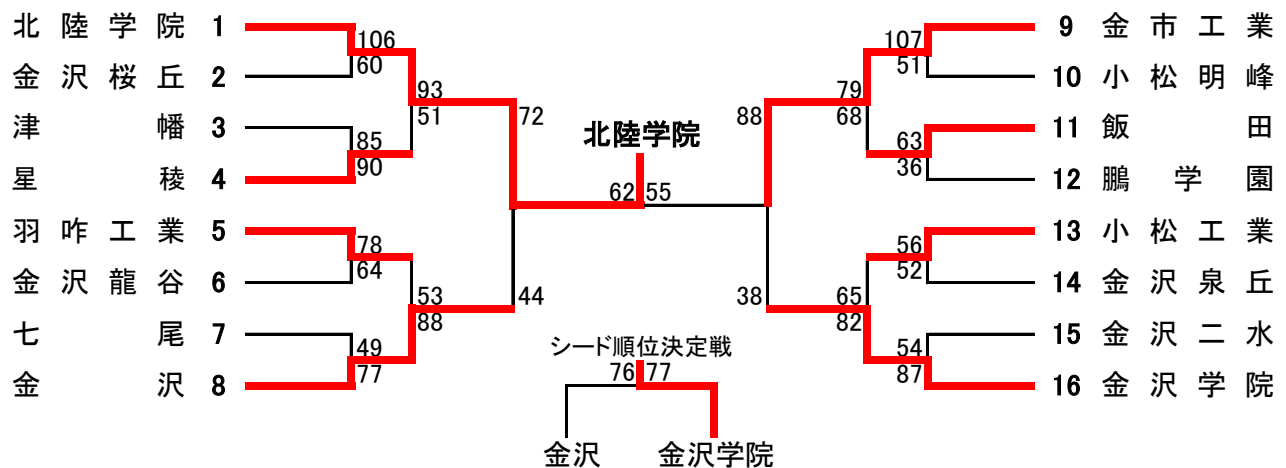 北陸学院 1
106
60
金沢桜丘 2
93
51
津幡 3
85
90
星稜 4
72
羽咋工業 5
78
64
金沢龍谷 6
53
88
七尾 7
49
77
金沢 8
44
北陸学院
62 55
シード順位決定戦
76 77
金沢 金沢学院
9 金市工業
107
51
10 小松明峰
79
68
11 飯田
63
36
12 鵬学園
88
13 小松工業
56
52
14 金沢泉丘
65
82
15 金沢二水
54
87
16 金沢学院
38